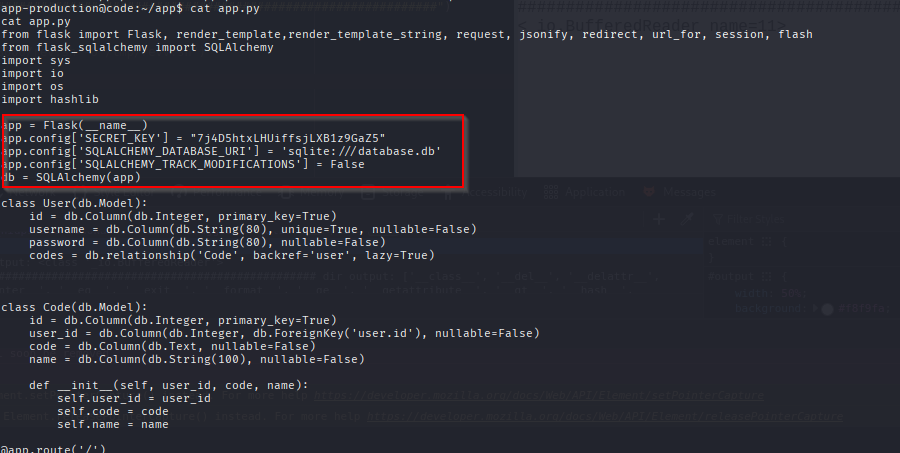 app-production@code:~/app$ cat app.py
cat app.py
from flask import Flask, render_template,render_template_string, request, jsonify, redirect, url_for, session, flash
from flask_sqlalchemy import SQLAlchemy
import sys
import io
import os
import hashlib

app = Flask(__name__)
app.config['SECRET_KEY'] = "7j4D5htxLHUiffsjLXB1z9GaZ5"
app.config['SQLALCHEMY_DATABASE_URI'] = 'sqlite:///database.db'
app.config['SQLALCHEMY_TRACK_MODIFICATIONS'] = False
db = SQLAlchemy(app)

class User(db.Model):
    id = db.Column(db.Integer, primary_key=True)
    username = db.Column(db.String(80), unique=True, nullable=False)
    password = db.Column(db.String(80), nullable=False)
    codes = db.relationship('Code', backref='user', lazy=True)

class Code(db.Model):
    id = db.Column(db.Integer, primary_key=True)
    user_id = db.Column(db.Integer, db.ForeignKey('user.id'), nullable=False)
    code = db.Column(db.Text, nullable=False)
    name = db.Column(db.String(100), nullable=False)

    def __init__(self, user_id, code, name):
        self.user_id = user_id
        self.code = code
        self.name = name

@app.route('/')